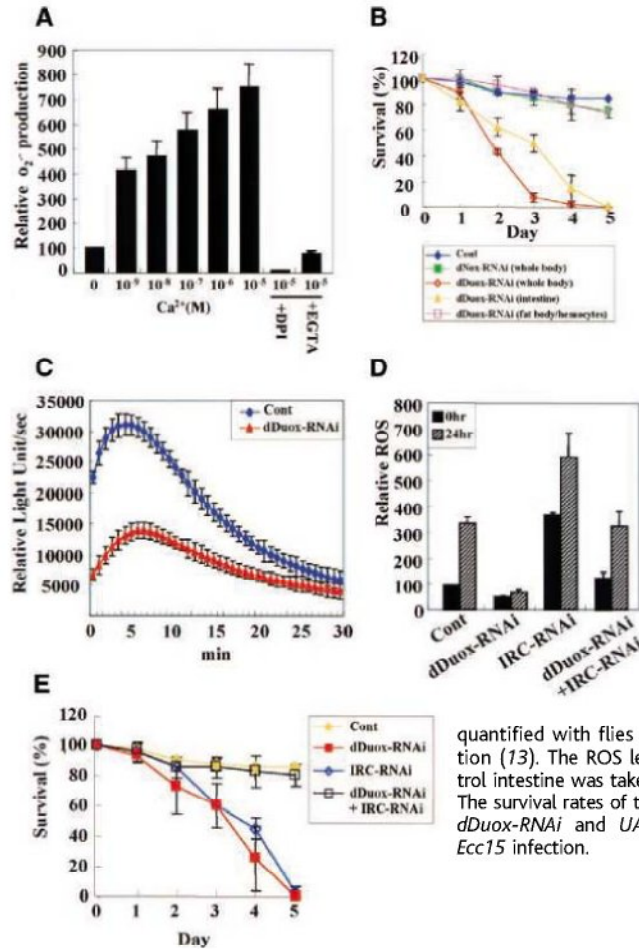 A
Relative O₂⁻ production
900
800
700
600
500
400
300
200
100
0
0 10⁻⁹ 10⁻⁸ 10⁻⁷ 10⁻⁶ 10⁻⁵ 10⁻⁵ 10⁻⁵
Ca²⁺(M)
+DPI
+EGTA
B
Survival (%)
120
100
80
60
40
20
0
0 1 2 3 4 5
Day
Cont
dNox-RNAi (whole body)
dDuox-RNAi (whole body)
dDuox-RNAi (intestine)
dDuox-RNAi (fat body/hemocytes)
C
Relative Light Unit/sec
35000
30000
25000
20000
15000
10000
5000
0 5 10 15 20 25 30
min
Cont
dDuox-RNAi
D
Relative ROS
800
700
600
500
400
300
200
100
0
0hr
24hr
Cont
dDuox-RNAi
IRC-RNAi
dDuox-RNAi
+IRC-RNAi
E
Survival (%)
120
100
80
60
40
20
0
0 1 2 3 4 5
Day
Cont
dDuox-RNAi
IRC-RNAi
dDuox-RNAi
+ IRC-RNAi
quantified with flies
tion (13). The ROS le
trol intestine was take
The survival rates of t
dDuox-RNAi and UA
Ecc15 infection.